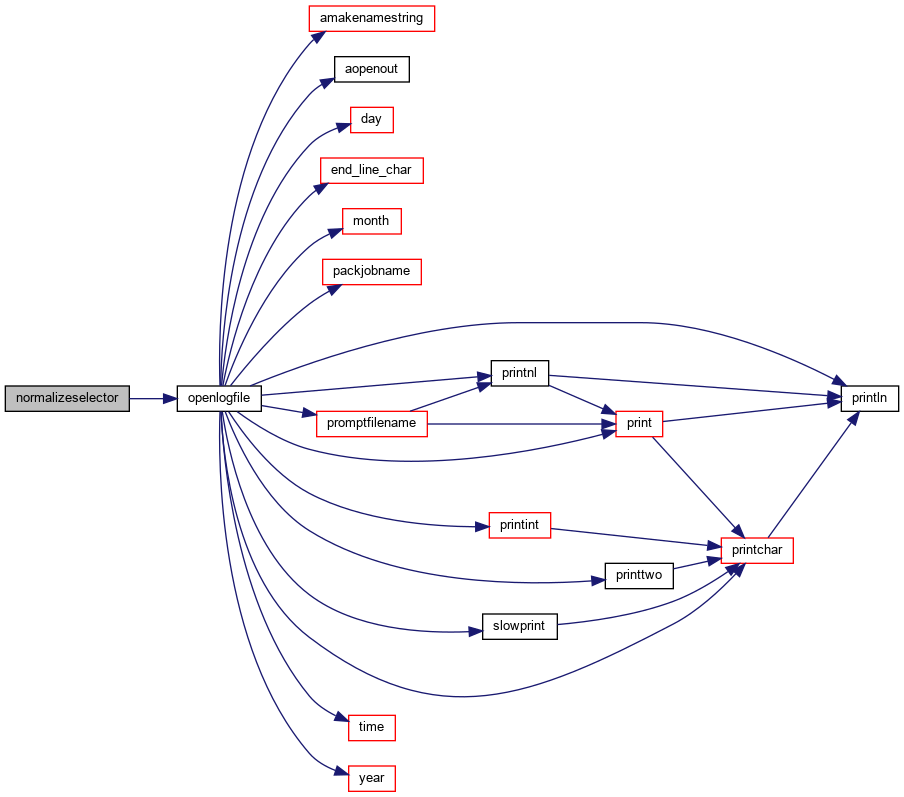 amakenamestring
aopenout
day
end_line_char
month
packjobname
printnl
normalizeselector
openlogfile
println
promptfilename
print
printint
printchar
printtwo
slowprint
time
year